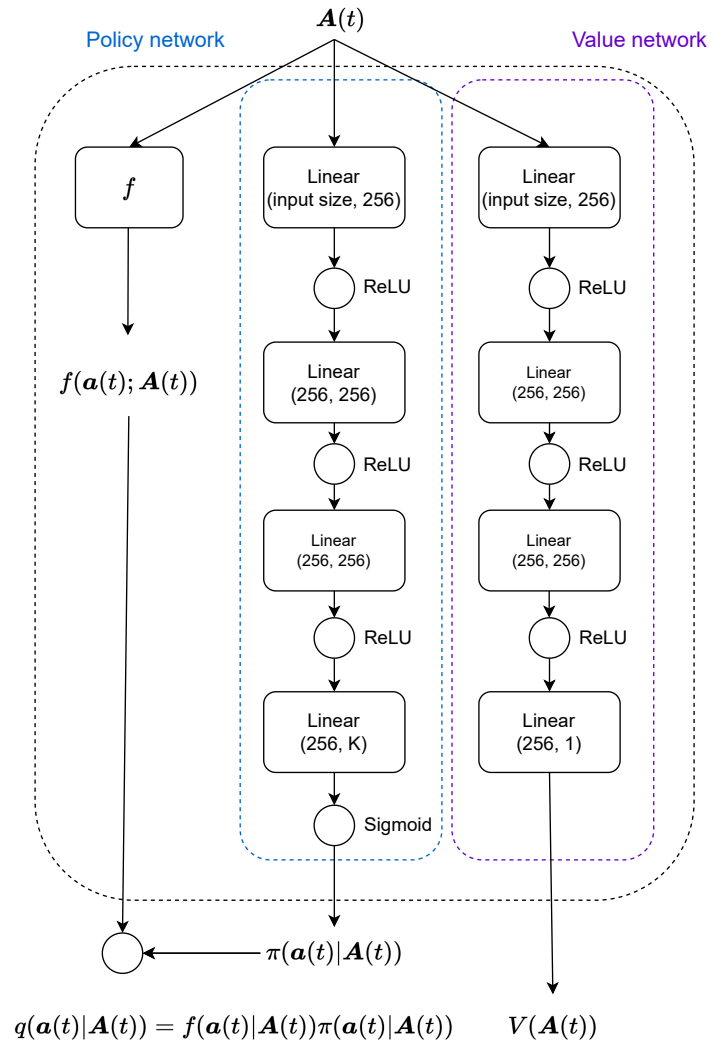 𝑨(t)
Policy network
Value network
f
Linear
(input size, 256)
Linear
(input size, 256)
ReLU
ReLU
f(𝒂(t); 𝑨(t))
Linear
(256, 256)
Linear
(256, 256)
ReLU
ReLU
Linear
(256, 256)
Linear
(256, 256)
ReLU
ReLU
Linear
(256, K)
Linear
(256, 1)
Sigmoid
π(𝒂(t)|𝑨(t))
q(𝒂(t)|𝑨(t)) = f(𝒂(t)|𝑨(t))π(𝒂(t)|𝑨(t))
V(𝑨(t))